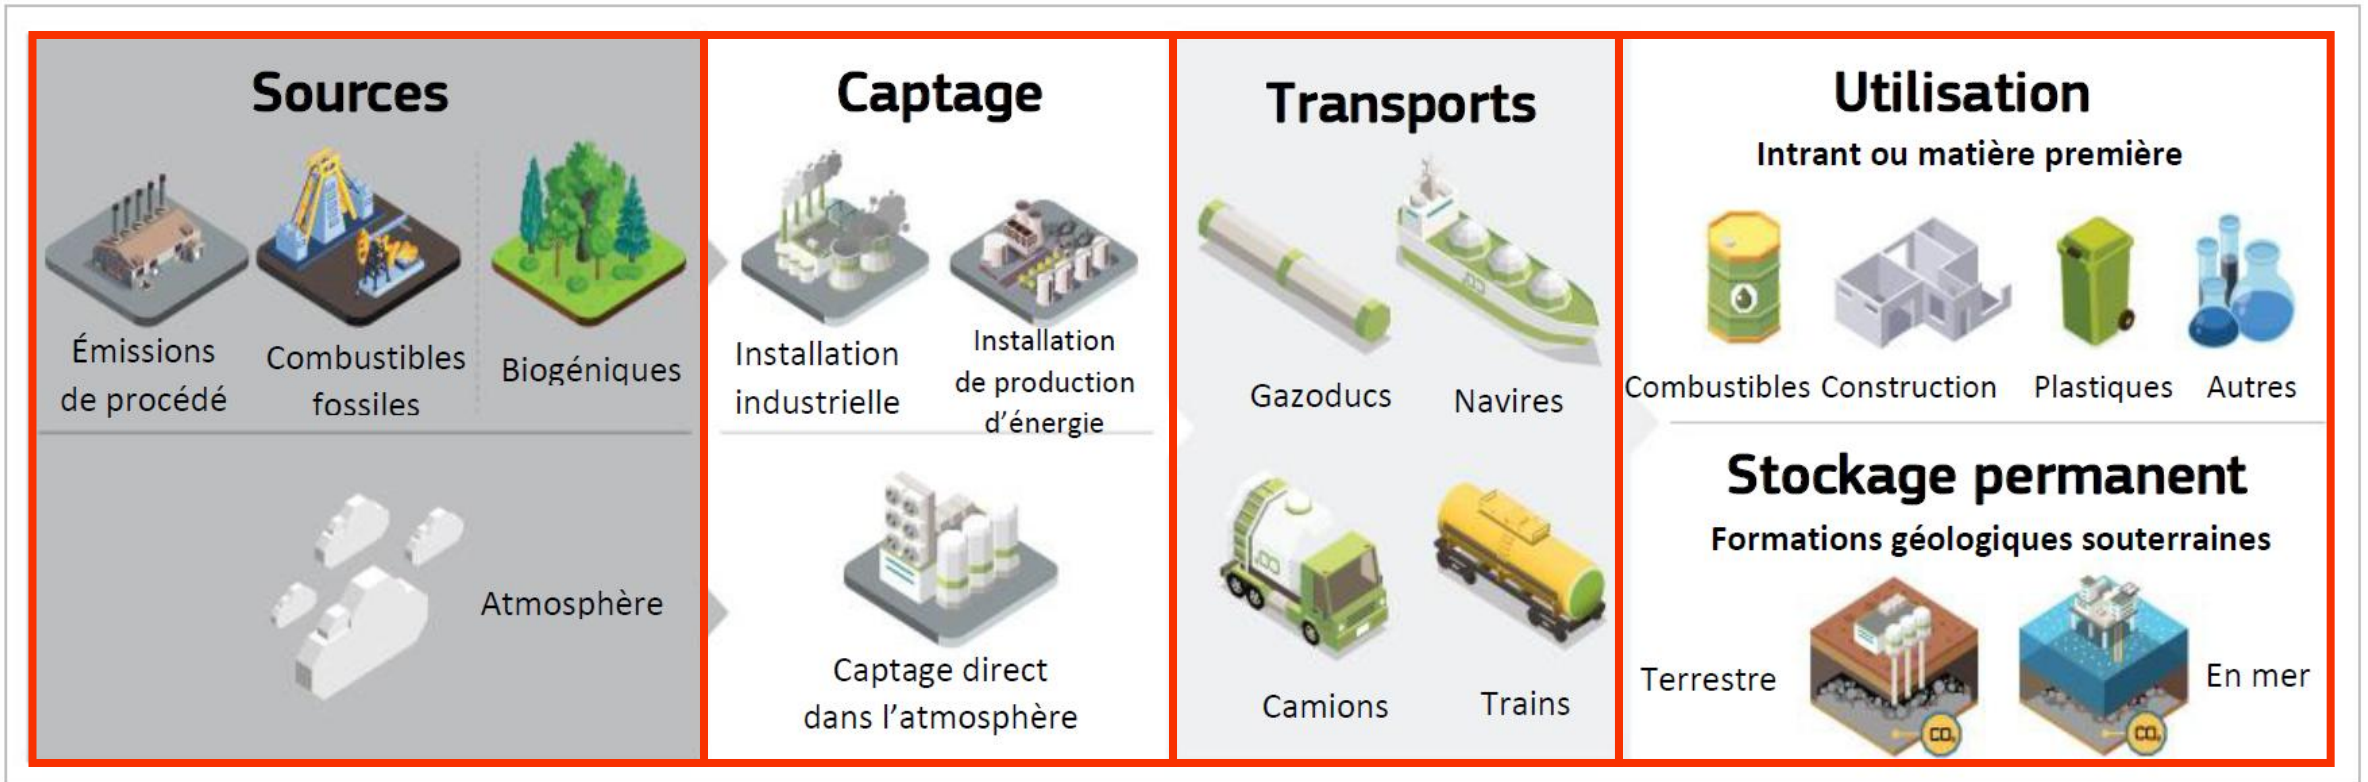 Sources
Émissions
de procédé
Combustibles
fossiles
Biogéniques
Atmosphère
Captage
Installation
industrielle
Installation
de production
d'énergie
Captage direct
dans l'atmosphère
Transports
Gazoducs
Navires
Camions
Trains
Utilisation
Intrant ou matière première
Combustibles
Construction
Plastiques
Autres
Stockage permanent
Formations géologiques souterraines
Terrestre
CO₂
CO₂
En mer